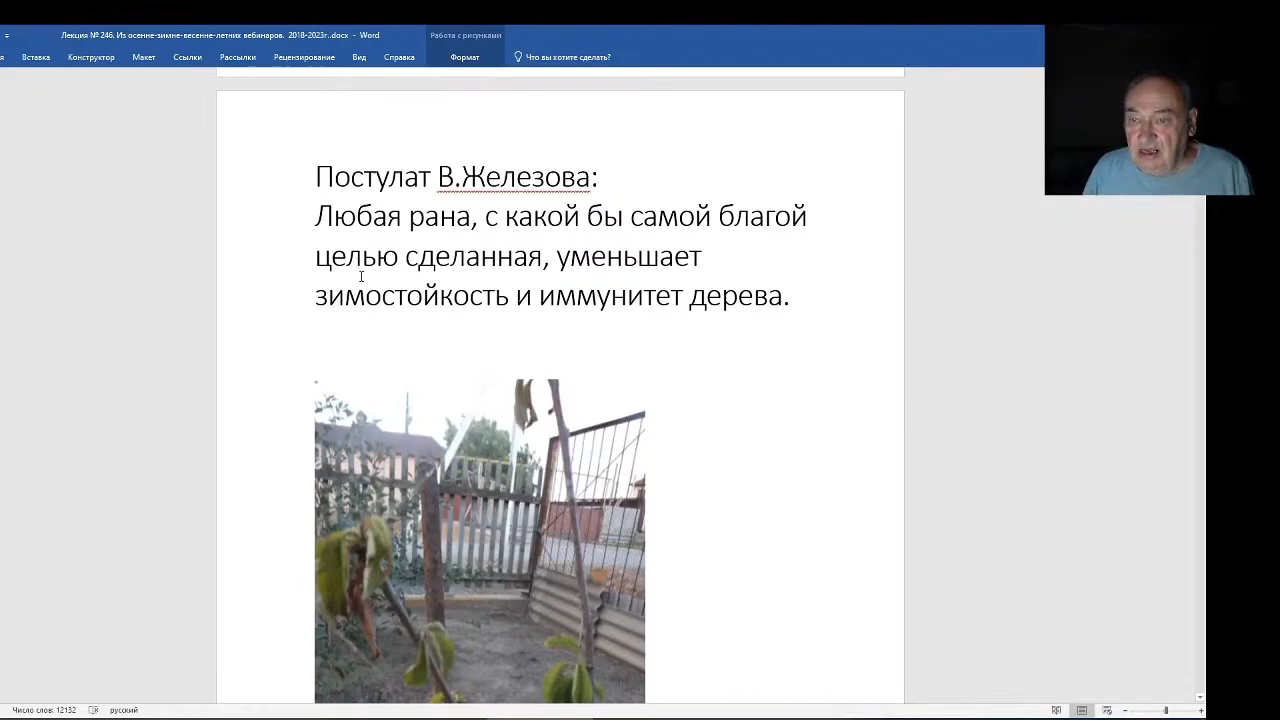 Лекция № 246. Из осенне-зимне-весенне-летних вебинаров. 2018-2023г..docx - Word
Работа с рисунками
я Вставка Конструктор Макет Ссылки Рассылки Рецензирование Вид Справка Формат Что вы хотите сделать?
Постулат В.Железова:
Любая рана, с какой бы самой благой
целью сделанная, уменьшает
зимостойкость и иммунитет дерева.
Число слов: 12132 русский